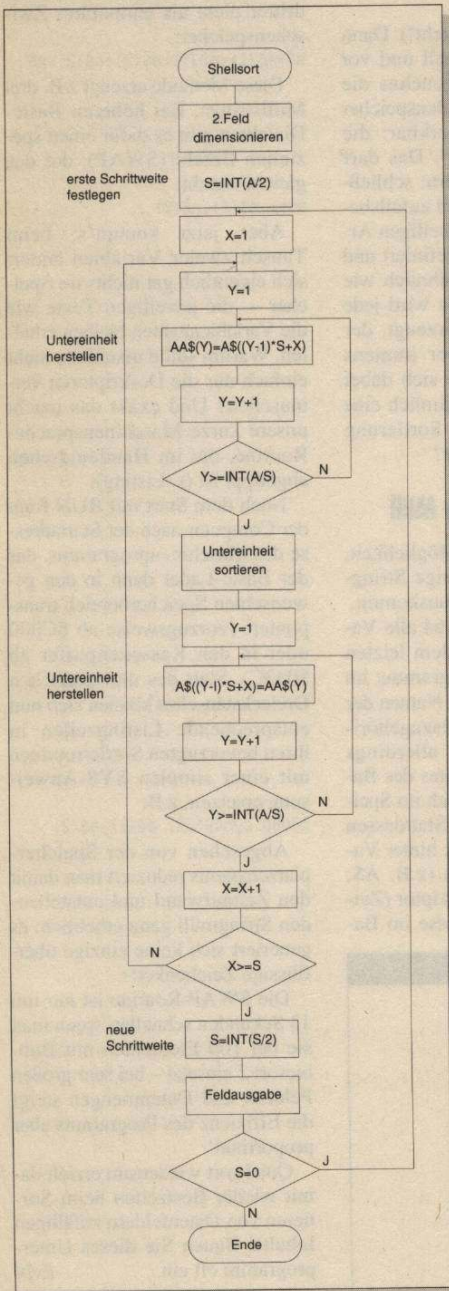 Shellsort
2.Feld
dimensionieren
erste Schrittweite
festlegen
S=INT(A/2)
X=1
Y=1
Untereinheit
herstellen
AA$(Y)=A$((Y-1)*S+X)
Y=Y+1
Y>=INT(A/S)
N
J
Untereinheit
sortieren
Y=1
Untereinheit
herstellen
A$((Y-I)*S+X)=AA$(Y)
Y=Y+1
Y>=INT(A/S)
N
J
X=X+1
N
X>=S
J
neue
Schrittweite
S=INT(S/2)
Feldausgabe
S=0
J
N
Ende